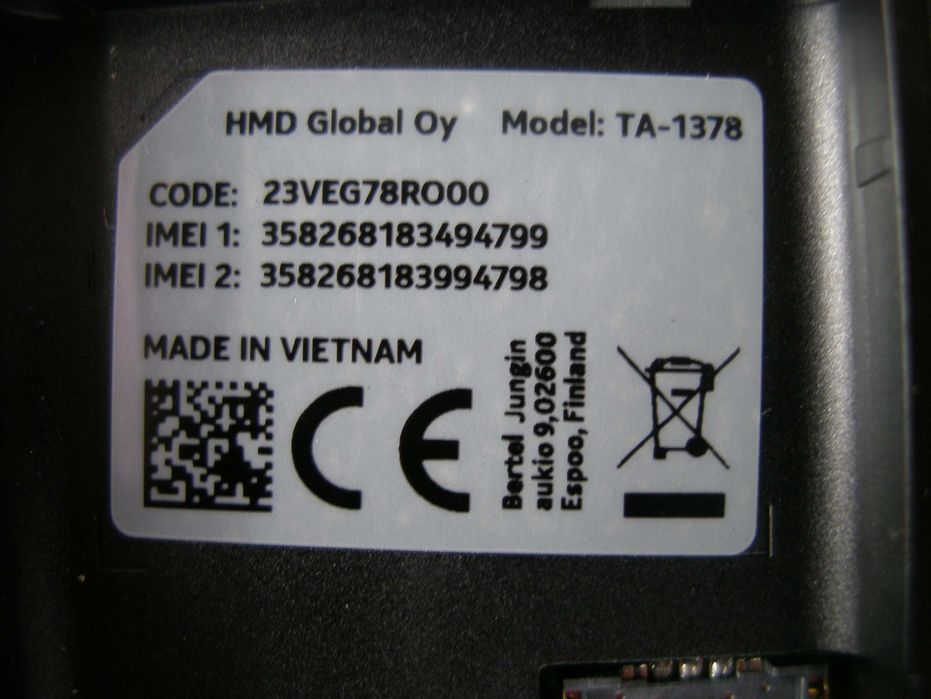 HMD Global Oy Model: TA-1378
CODE: 23VEG78RO00
IMEI 1: 358268183494799
IMEI 2: 358268183994798
MADE IN VIETNAM
CE
Bertel Jungin
aukio 9,02600
Espoo, Finland